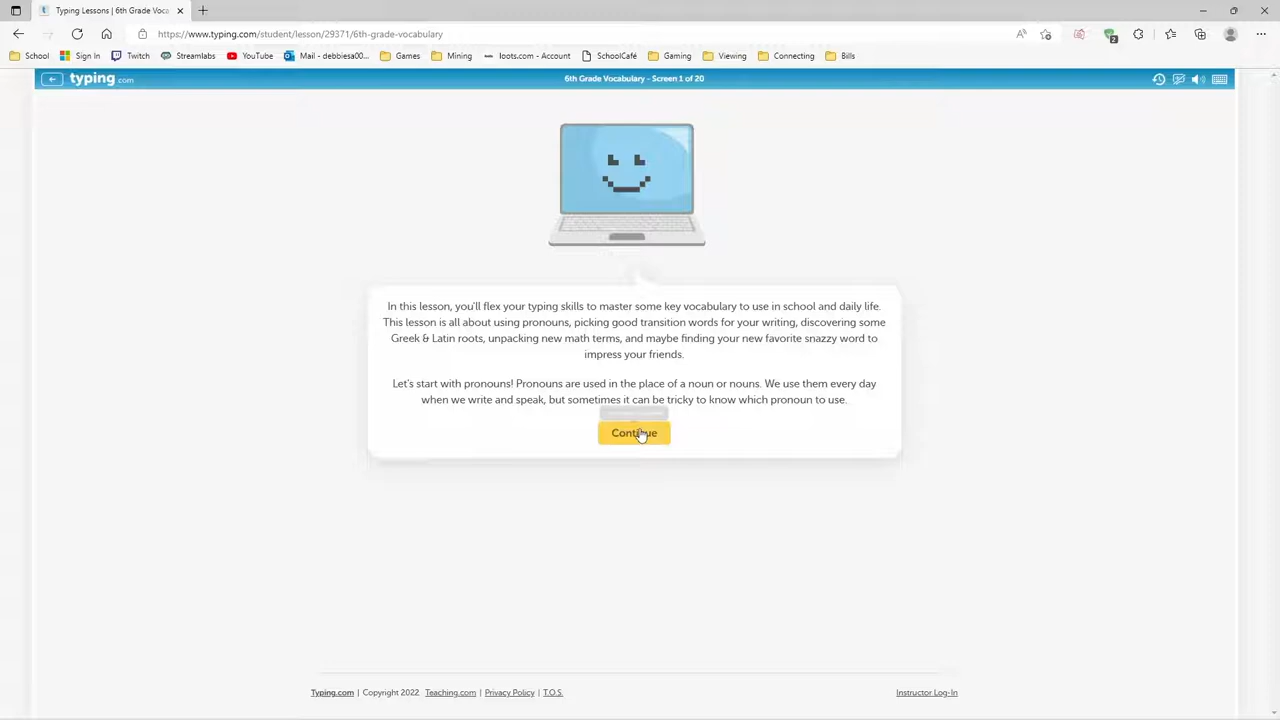 Typing Lessons | 6th Grade Voca
https://www.typing.com/student/lesson/29371/6th-grade-vocabulary
School Sign In Twitch Streamlabs YouTube Mail - debbiesa00... Games Mining loots.com - Account SchoolCafé Gaming Viewing Connecting Bills
typing.com 6th Grade Vocabulary - Screen 1 of 20
In this lesson, you'll flex your typing skills to master some key vocabulary to use in school and daily life.
This lesson is all about using pronouns, picking good transition words for your writing, discovering some
Greek & Latin roots, unpacking new math terms, and maybe finding your new favorite snazzy word to
impress your friends.
Let's start with pronouns! Pronouns are used in the place of a noun or nouns. We use them every day
when we write and speak, but sometimes it can be tricky to know which pronoun to use.
Continue
Typing.com | Copyright 2022 Teaching.com | Privacy Policy | T.O.S. Instructor Log-In